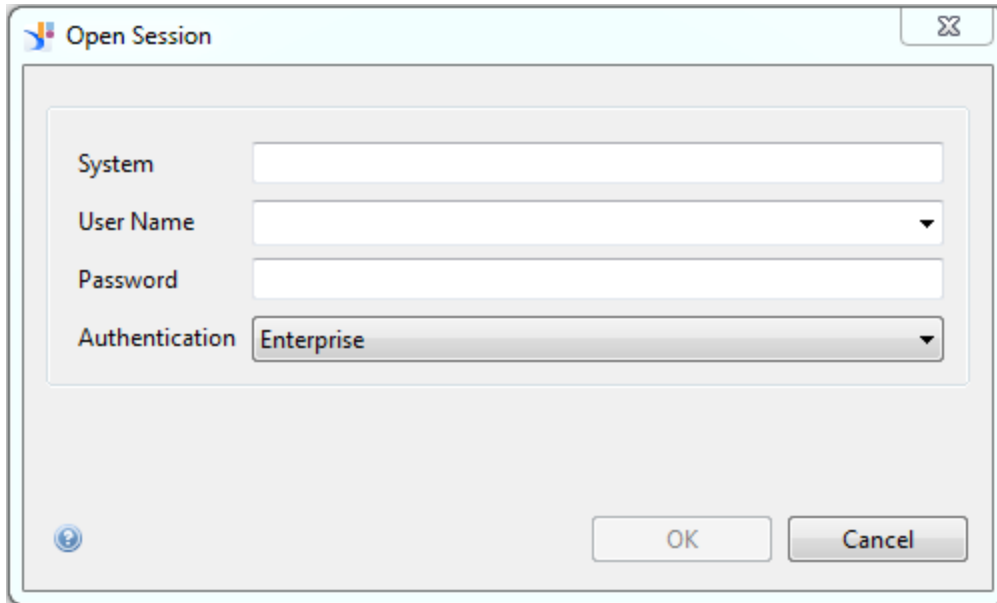 Open Session
System
User Name
Password
Authentication Enterprise
OK Cancel